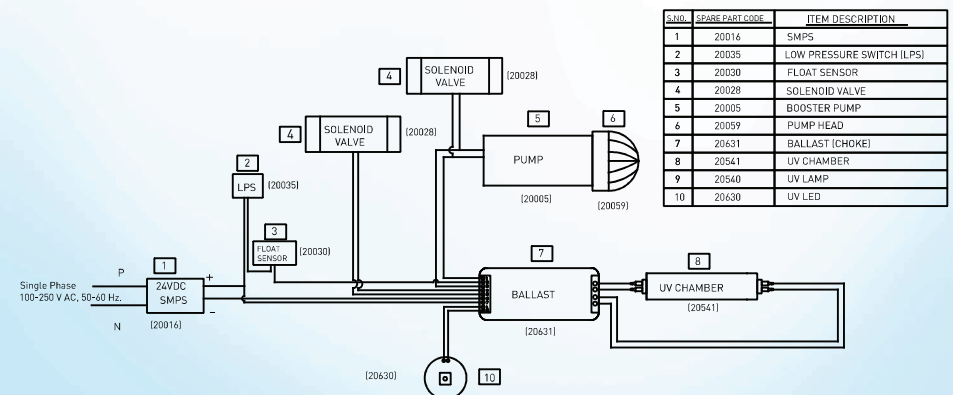 S.NO. SPARE PART CODE ITEM DESCRIPTION
1 20016 SMPS
2 20035 LOW PRESSURE SWITCH (LPS)
3 20030 FLOAT SENSOR
4 20028 SOLENOID VALVE
5 20005 BOOSTER PUMP
6 20059 PUMP HEAD
7 20631 BALLAST (CHOKE)
8 20541 UV CHAMBER
9 20540 UV LAMP
10 20630 UV LED
4
SOLENOID
VALVE
(20028)
4
SOLENOID
VALVE
(20028)
5
PUMP
(20005)
6
(20059)
2
LPS
(20035)
3
FLOAT
SENSOR
(20030)
1
P
+
Single Phase
100-250 V AC, 50-60 Hz.
24VDC
SMPS
N
–
(20016)
7
BALLAST
(20631)
8
UV CHAMBER
(20541)
(20630)
10